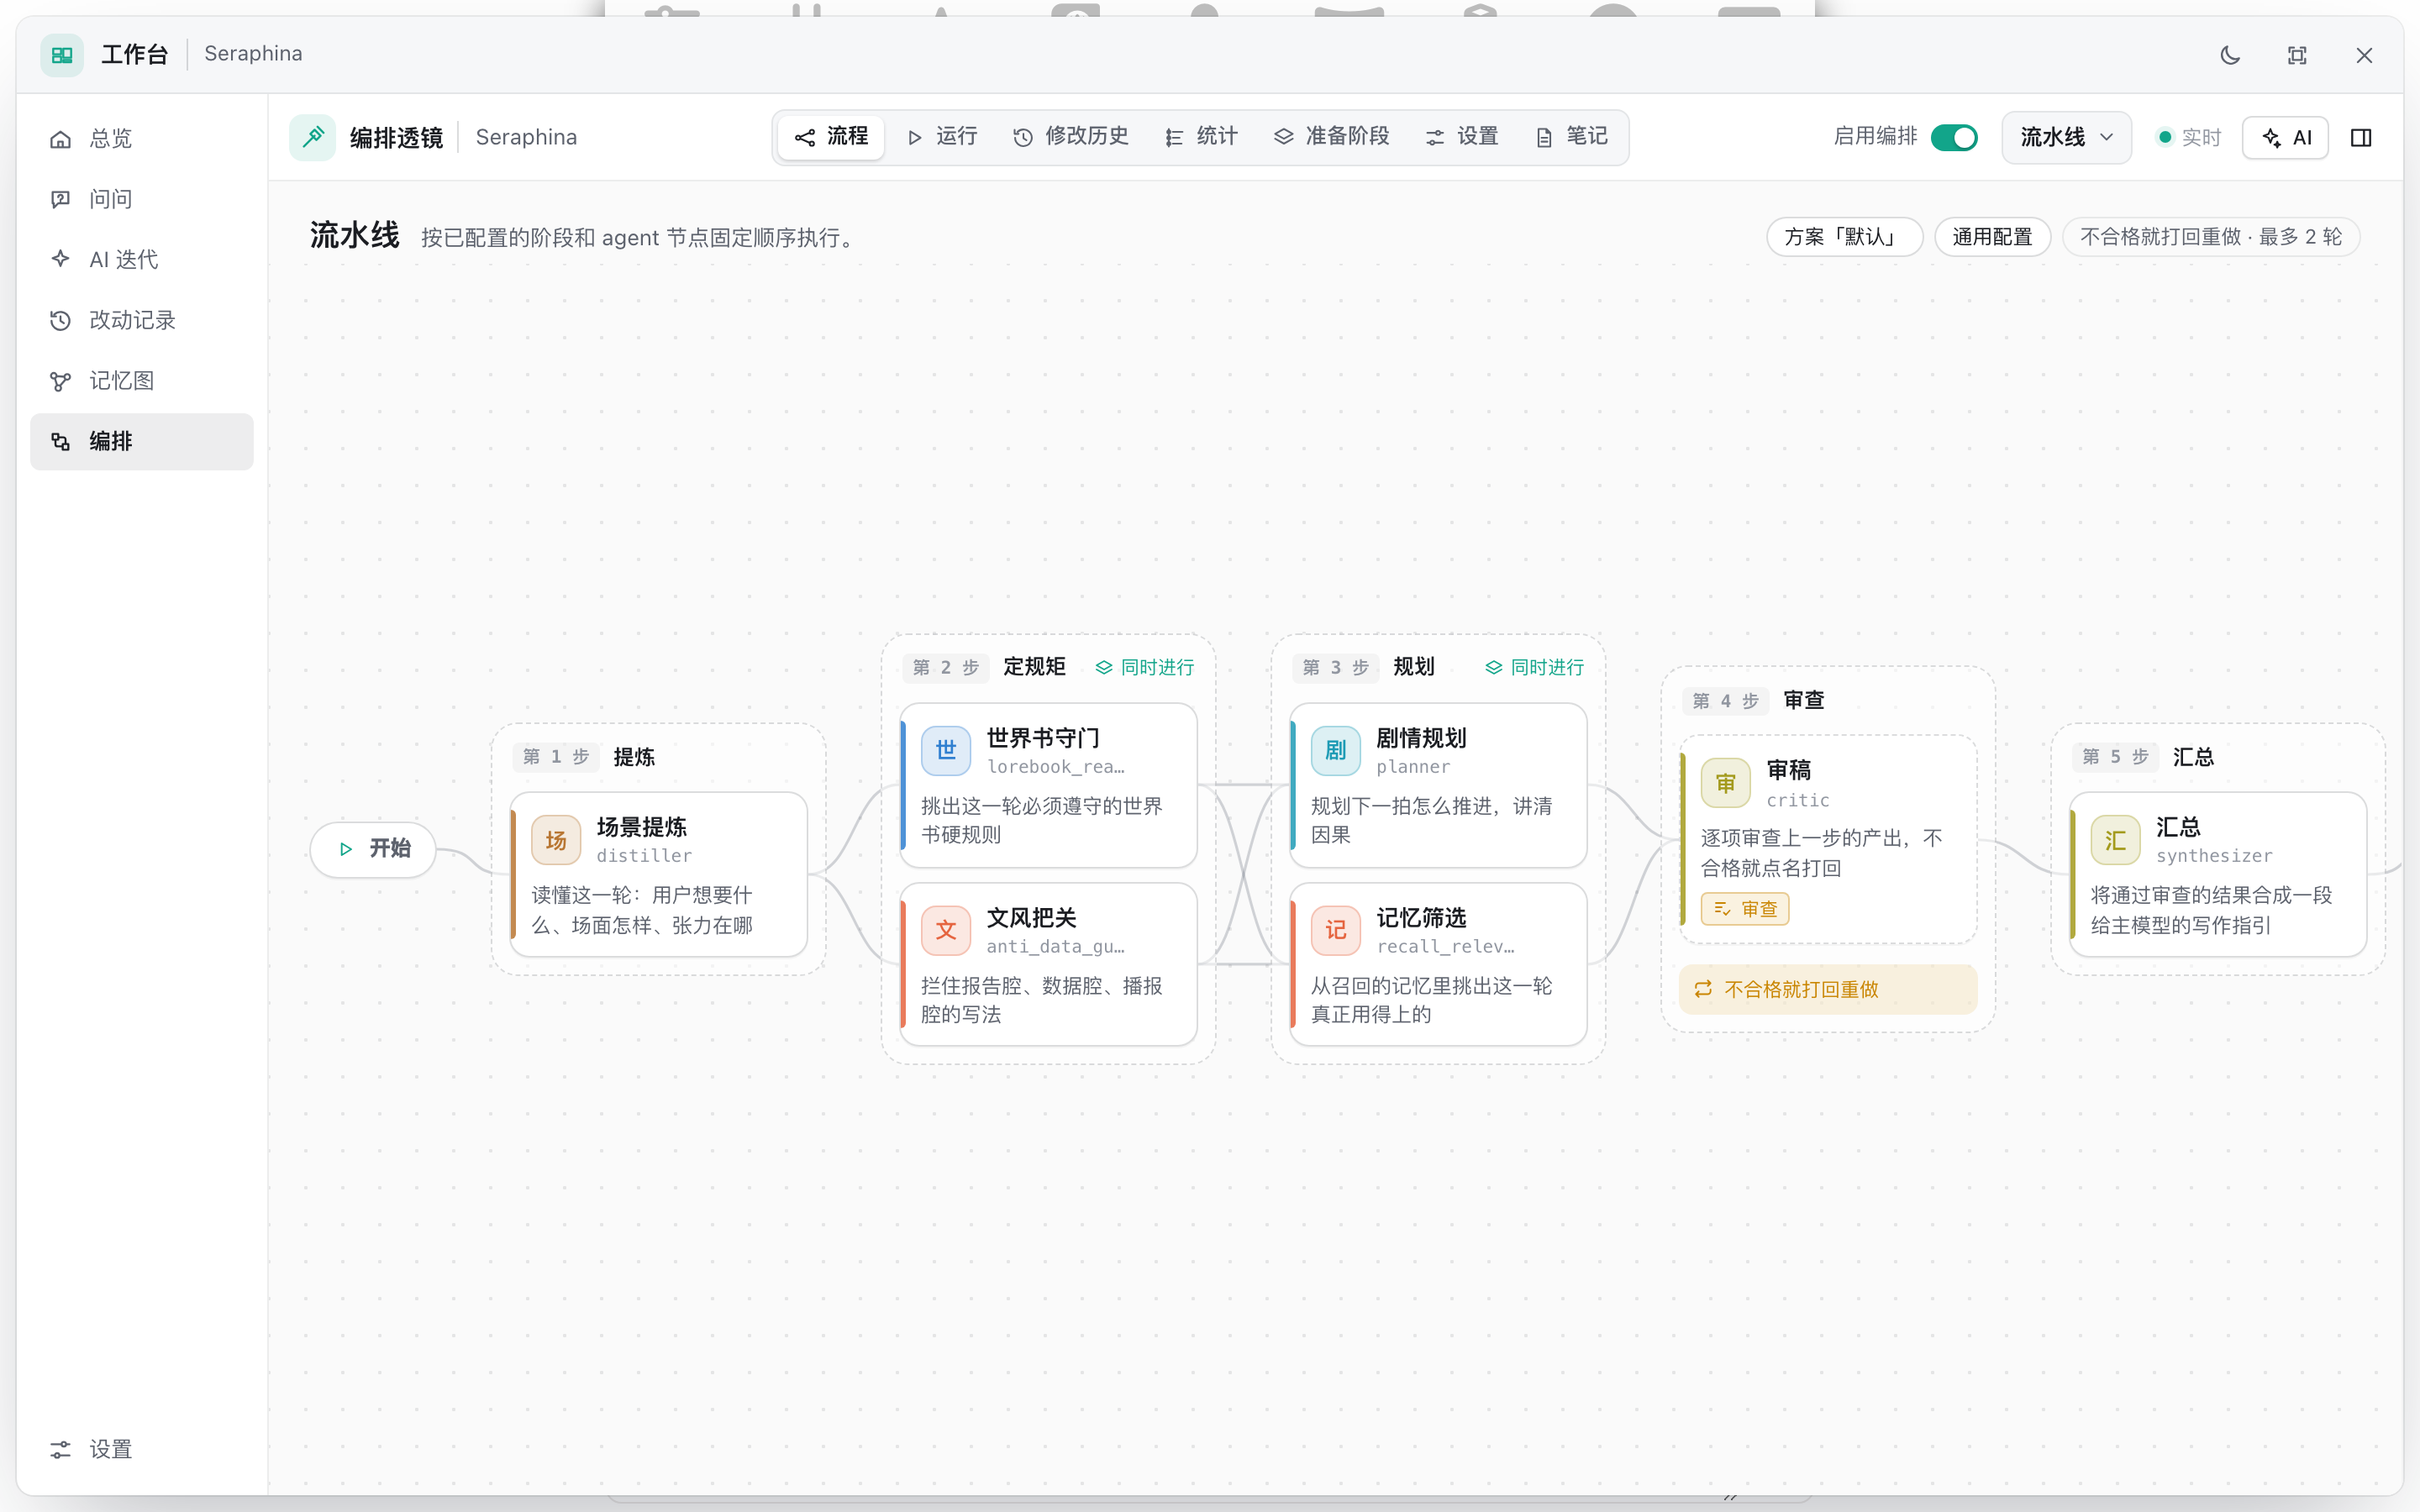 工作台
Seraphina
总览
问问
AI 迭代
改动记录
记忆图
编排
设置
编排透镜
Seraphina
流程
运行
修改历史
统计
准备阶段
设置
笔记
启用编排
流水线
实时
AI
流水线
按已配置的阶段和 agent 节点固定顺序执行。
方案「默认」
通用配置
不合格就打回重做 · 最多 2 轮
开始
第 1 步
提炼
场
场景提炼
distiller
读懂这一轮：用户想要什
么、场面怎样、张力在哪
第 2 步
定规矩
同时进行
世
世界书守门
lorebook_rea…
挑出这一轮必须遵守的世界
书硬规则
文
文风把关
anti_data_gu…
拦住报告腔、数据腔、播报
腔的写法
第 3 步
规划
同时进行
剧
剧情规划
planner
规划下一拍怎么推进，讲清
因果
记
记忆筛选
recall_relev…
从召回的记忆里挑出这一轮
真正用得上的
第 4 步
审查
审
审稿
critic
逐项审查上一步的产出，不
合格就点名打回
审查
不合格就打回重做
第 5 步
汇总
汇
汇总
synthesizer
将通过审查的结果合成一段
给主模型的写作指引